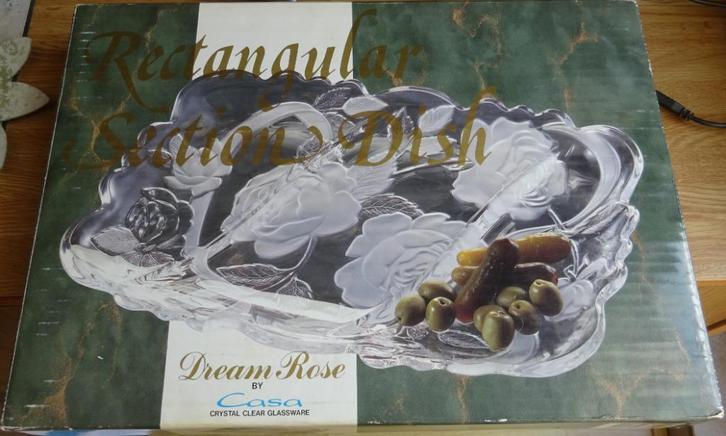 Rectangular
Section Dish
Dream Rose
BY
Casa
CRYSTAL CLEAR GLASSWARE